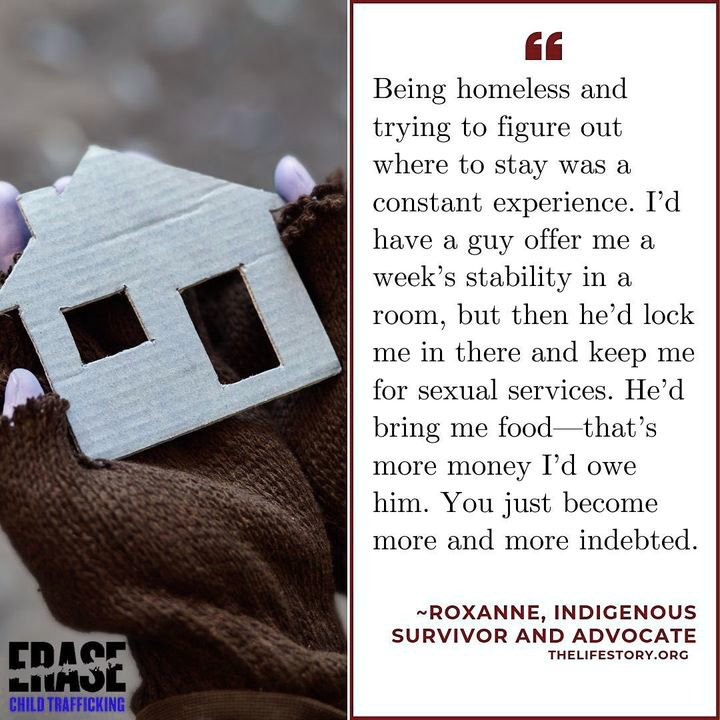 Being homeless and
trying to figure out
where to stay was a
constant experience. I’d
have a guy offer me a
week’s stability in a
room, but then he’d lock
me in there and keep me
for sexual services. He’d
bring me food—that’s
more money I’d owe
him. You just become
more and more indebted.
~ROXANNE, INDIGENOUS
SURVIVOR AND ADVOCATE
THELIFESTORY.ORG
ERASE
CHILD TRAFFICKING